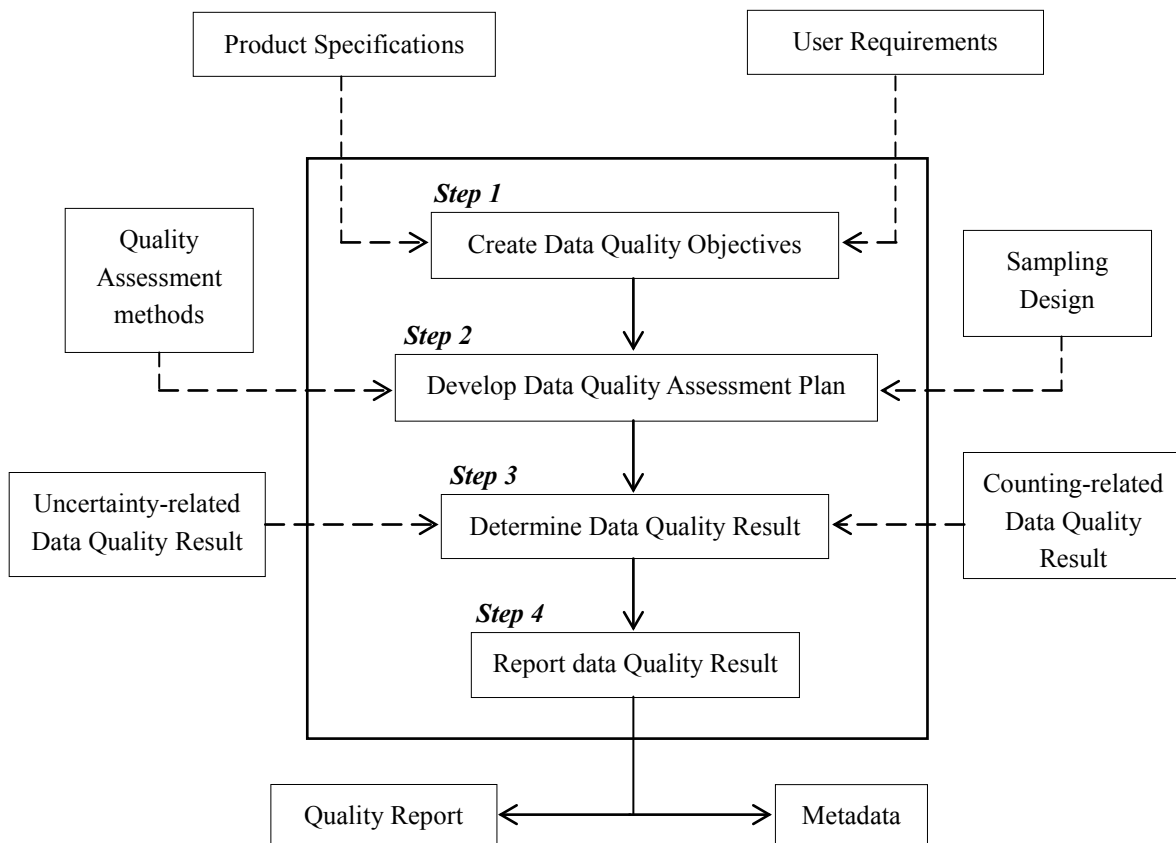 Product Specifications
User Requirements
Step 1
Create Data Quality Objectives
Quality
Assessment
methods
Sampling
Design
Step 2
Develop Data Quality Assessment Plan
Step 3
Determine Data Quality Result
Uncertainty-related
Data Quality Result
Counting-related
Data Quality
Result
Step 4
Report data Quality Result
Quality Report
Metadata